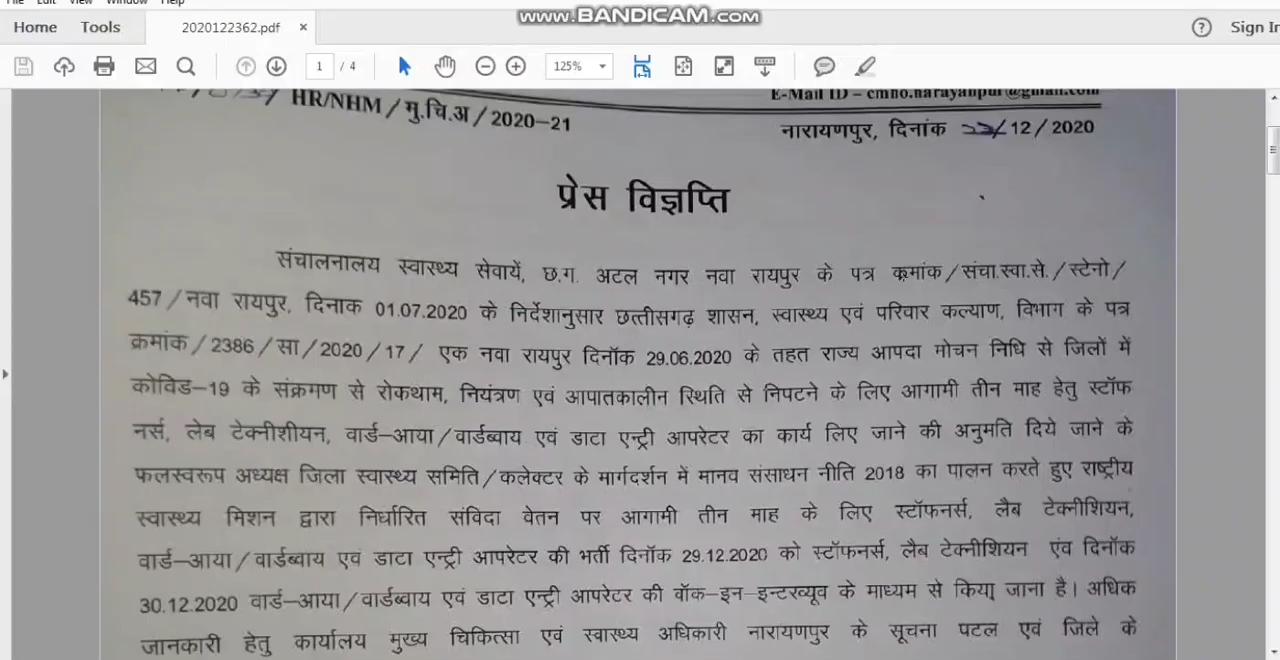 File Edit View Window Help
www.BANDICAM.com
Home Tools 2020122362.pdf × Sign In
1 / 4 125%
HR/NHM/मु.चि.अ/2020-21
E-Mail ID – cmho.narayanpur@gmail.com
नारायणपुर, दिनांक 22/12/2020
प्रेस विज्ञप्ति
संचालनालय स्वास्थ्य सेवायें, छ.ग. अटल नगर नवा रायपुर के पत्र कृमांक/संचा.स्वा.से./स्टेनो/
457/नवा रायपुर, दिनाक 01.07.2020 के निर्देशानुसार छत्तीसगढ़ शासन, स्वास्थ्य एवं परिवार कल्याण, विभाग के पत्र
क्रमांक/2386/सा/2020/17/ एक नवा रायपुर दिनॉक 29.06.2020 के तहत राज्य आपदा मोचन निधि से जिलों में
कोविड–19 के संक्रमण से रोकथाम, नियंत्रण एवं आपातकालीन स्थिति से निपटने के लिए आगामी तीन माह हेतु स्टॉफ
नर्स, लेब टेक्नीशीयन, वार्ड–आया/वार्डब्वाय एवं डाटा एन्ट्री आपरेटर का कार्य लिए जाने की अनुमति दिये जाने के
फलस्वरूप अध्यक्ष जिला स्वास्थ्य समिति/कलेक्टर के मार्गदर्शन में मानव संसाधन नीति 2018 का पालन करते हुए राष्ट्रीय
स्वास्थ्य मिशन द्वारा निर्धारित संविदा वेतन पर आगामी तीन माह के लिए स्टॉफनर्स, लैब टेक्नीशियन,
वार्ड–आया/वार्डब्वाय एवं डाटा एन्ट्री आपरेटर की भर्ती दिनॉक 29.12.2020 को स्टॉफनर्स, लैब टेक्नीशियन एंव दिनॉक
30.12.2020 वार्ड–आया/वार्डब्वाय एवं डाटा एन्ट्री आपरेटर की वॉक–इन–इन्टरव्यूव के माध्यम से किया जाना है। अधिक
जानकारी हेतु कार्यालय मुख्य चिकित्सा एवं स्वास्थ्य अधिकारी नारायणपुर के सूचना पटल एवं जिले के